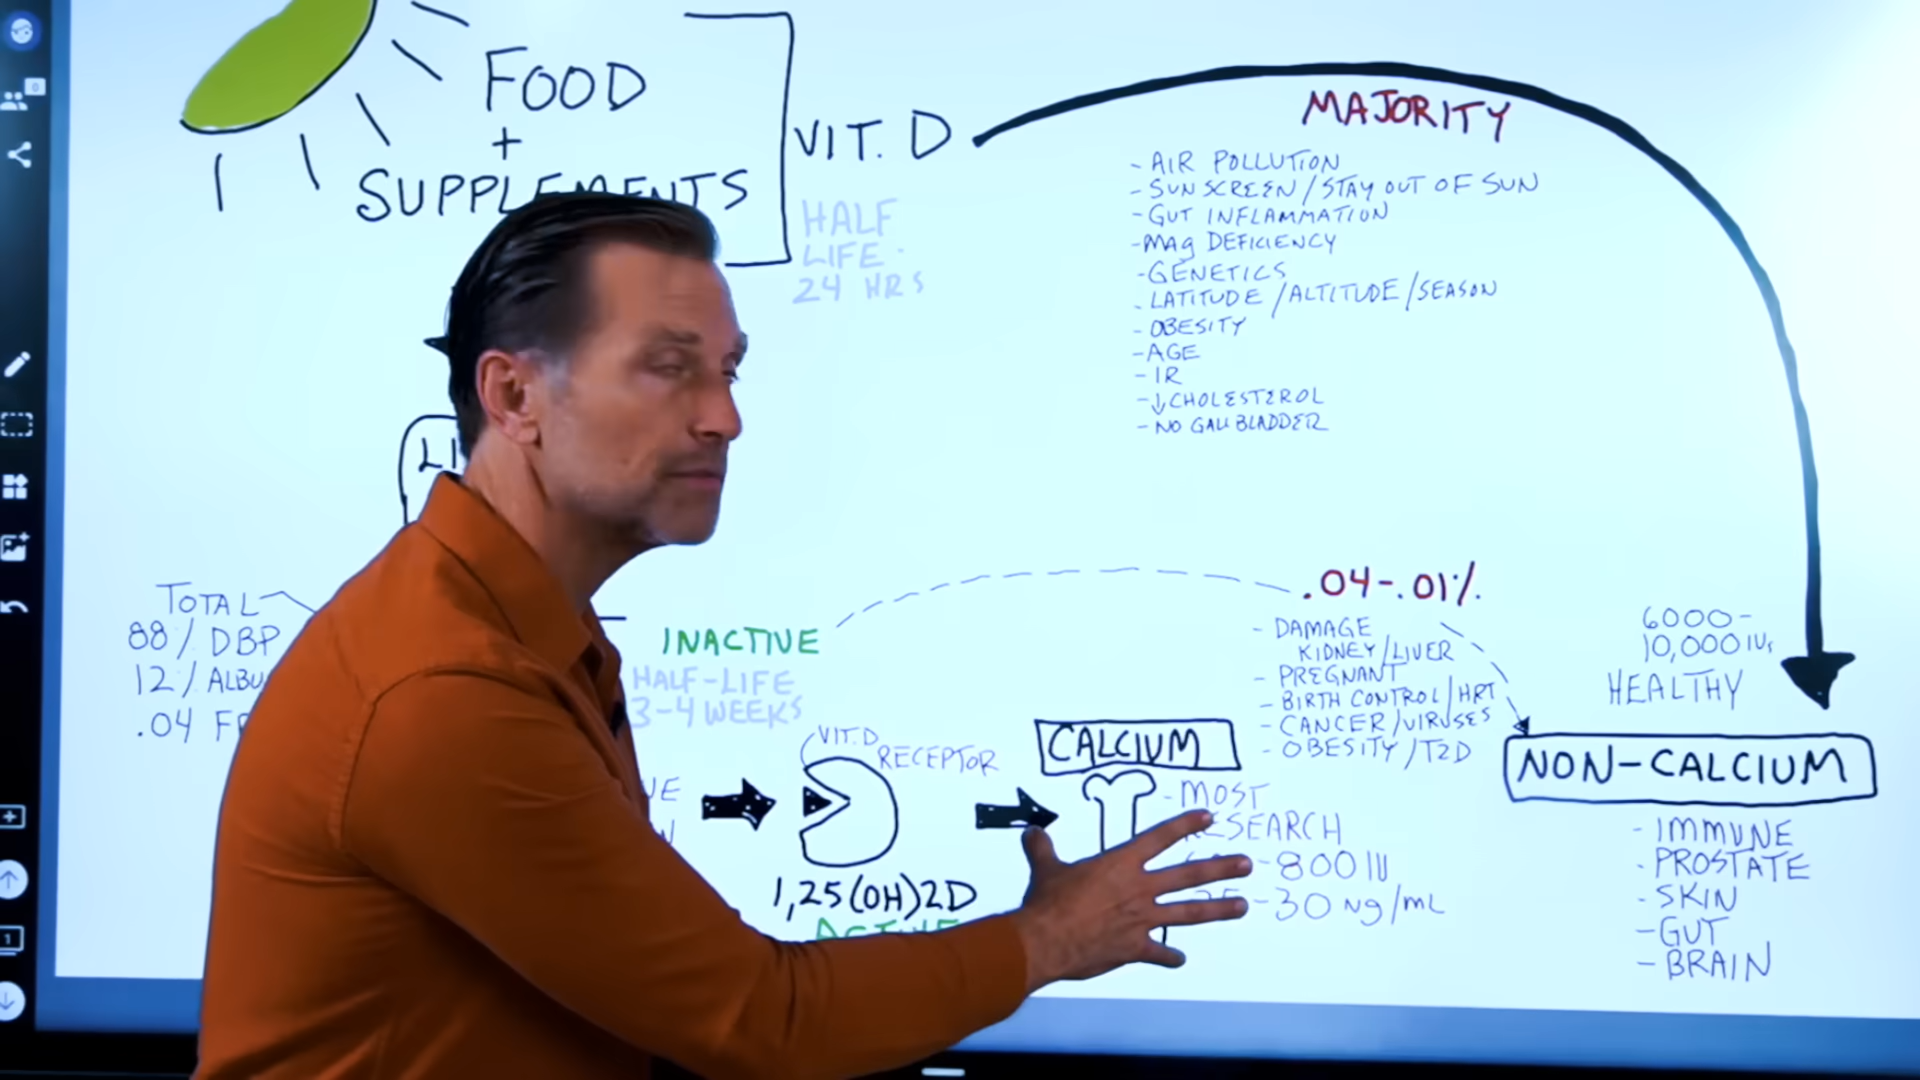 FOOD
+
SUPPLEMENTS
VIT. D
HALF
LIFE
24 HRS
MAJORITY
- AIR POLLUTION
- SUNSCREEN/STAY OUT OF SUN
- GUT INFLAMMATION
- MAg DEFICIENCY
- GENETICS
- LATITUDE/ALTITUDE/SEASON
- OBESITY
- AGE
- IR
- ↓CHOLESTEROL
- NO GALLBLADDER
TOTAL
88% DBP
12% ALBU
.04 F
INACTIVE
HALF-LIFE
3-4 WEEKS
VIT. D
RECEPTOR
1,25(OH)2D
ACTIVE
CALCIUM
- MOST
RESEARCH
-800 IU
-30 ng/mL
.04-.01%
- DAMAGE
KIDNEY/LIVER
- PREGNANT
- BIRTH CONTROL/HRT
- CANCER/VIRUSES
- OBESITY/T2D
6000-
10,000 IUs
HEALTHY
NON-CALCIUM
- IMMUNE
- PROSTATE
- SKIN
- GUT
- BRAIN